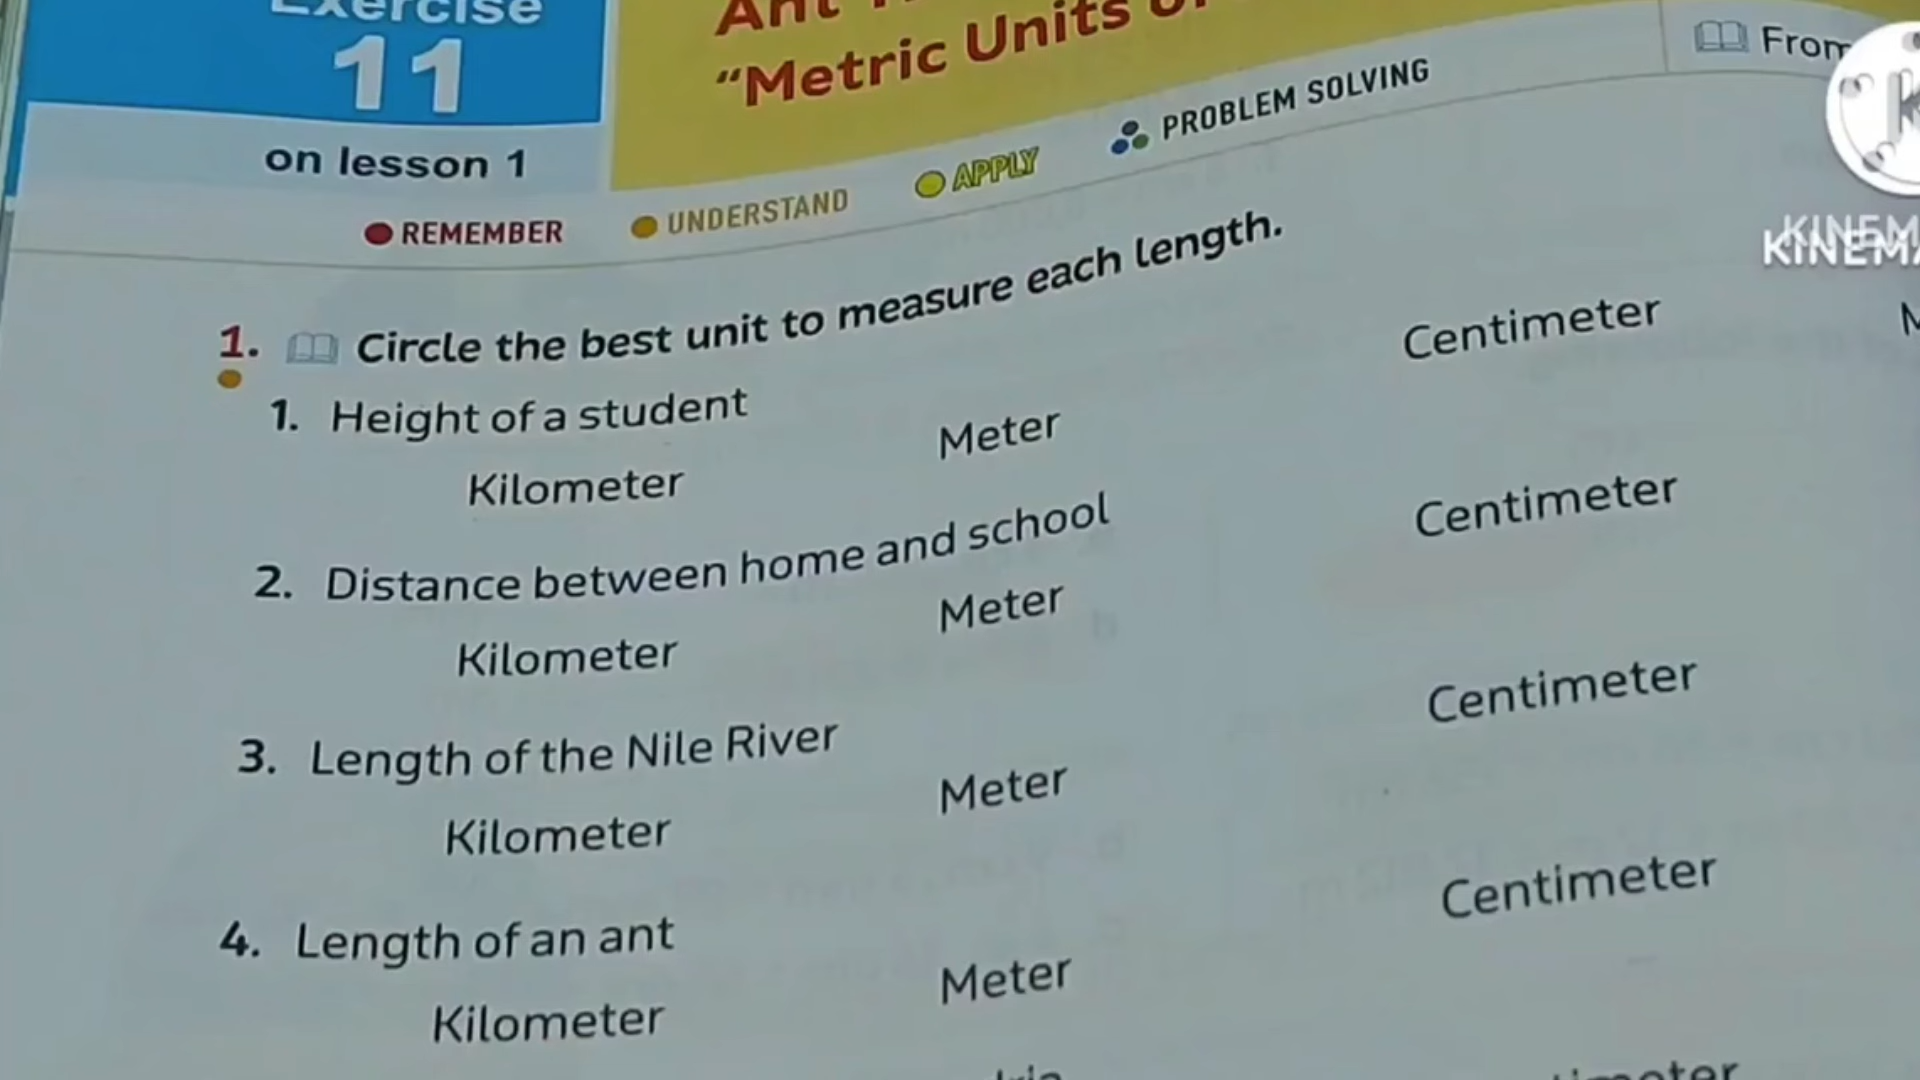 Exercise
11
on lesson 1
"Metric Units
From
REMEMBER UNDERSTAND APPLY PROBLEM SOLVING
1. Circle the best unit to measure each length.
1. Height of a student
Kilometer Meter Centimeter
2. Distance between home and school
Kilometer Meter Centimeter
3. Length of the Nile River
Kilometer Meter Centimeter
4. Length of an ant
Kilometer Meter Centimeter